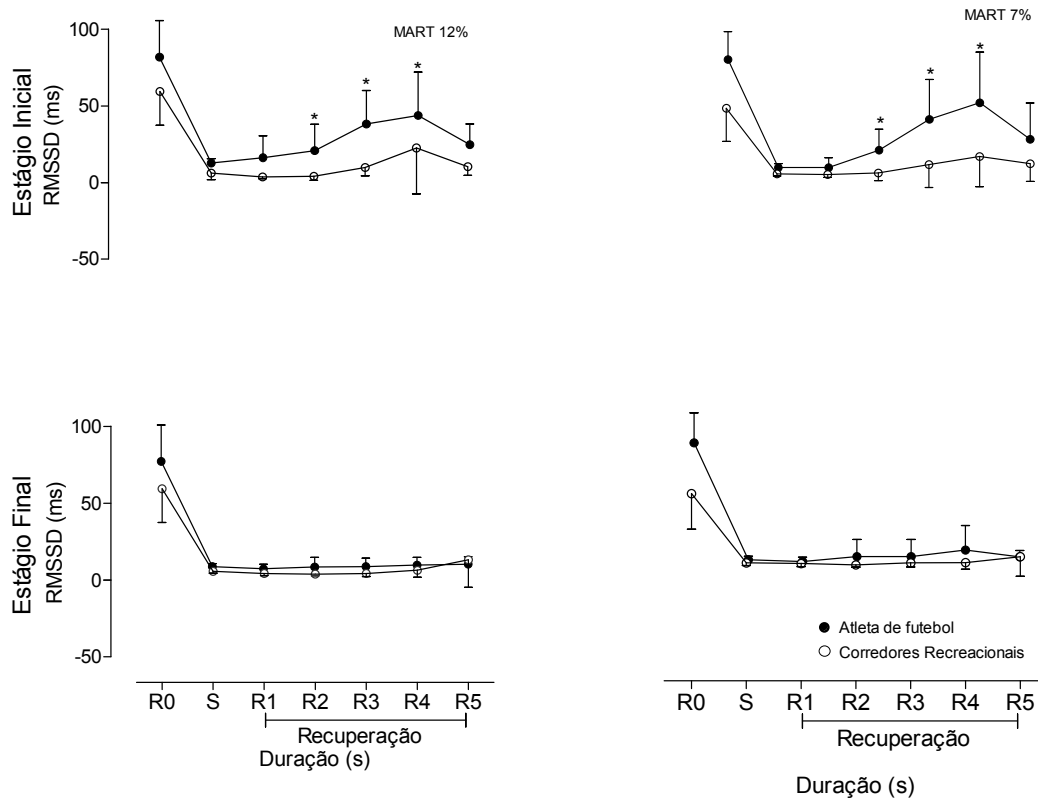 MART 12%
MART 7%
Estágio Inicial
RMSSD (ms)
100
50
0
-50
* * *
* * *
Estágio Final
RMSSD (ms)
100
50
0
-50
Atleta de futebol
Corredores Recreacionais
R0 S R1 R2 R3 R4 R5
Recuperação
Duração (s)
R0 S R1 R2 R3 R4 R5
Recuperação
Duração (s)